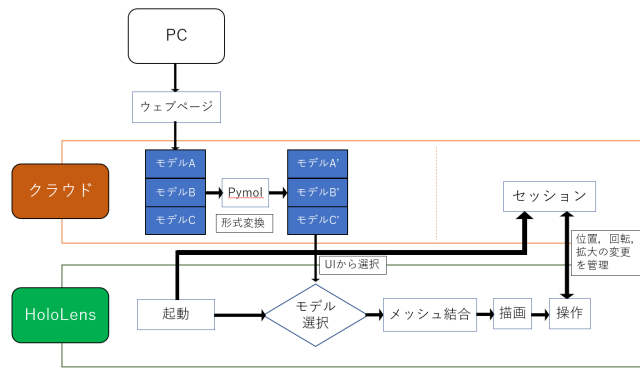 PC
ウェブページ
クラウド
モデルA
モデルB
モデルC
Pymol
形式変換
モデルA'
モデルB'
モデルC'
セッション
位置，回転，
拡大の変更
を管理
UIから選択
HoloLens
起動
モデル
選択
メッシュ結合
描画
操作